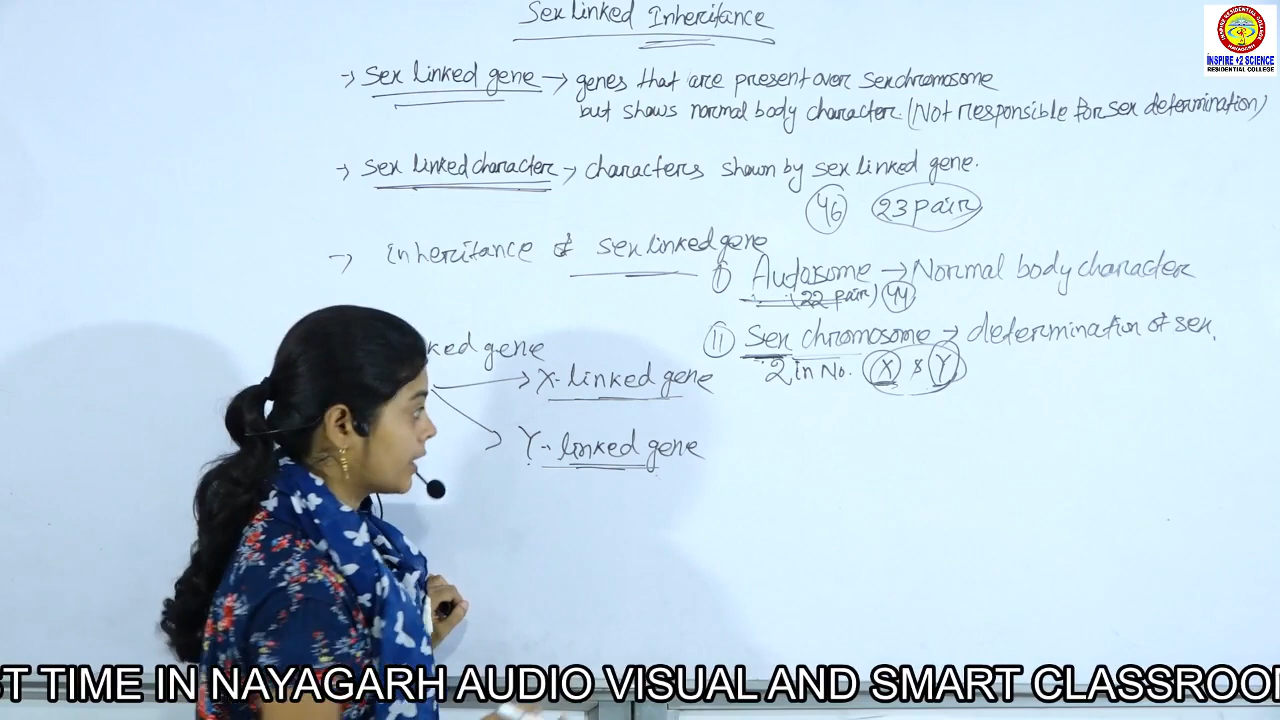 Sex linked Inheritance
→ Sex linked gene → genes that are present over sexchromosome
but shows normal body character. (Not responsible for sex determination)
→ Sex linked character → characters shown by sex linked gene.
46 23 pair
→ inheritance of sex linked gene
(i) Autosome → Normal body character
(22 pair) 44
(ii) Sex chromosome → determination of sex.
2 in No. X & Y
ked gene
→ X-linked gene
→ Y-linked gene
INSPIRE +2 SCIENCE
RESIDENTIAL COLLEGE
ST TIME IN NAYAGARH AUDIO VISUAL AND SMART CLASSROOM